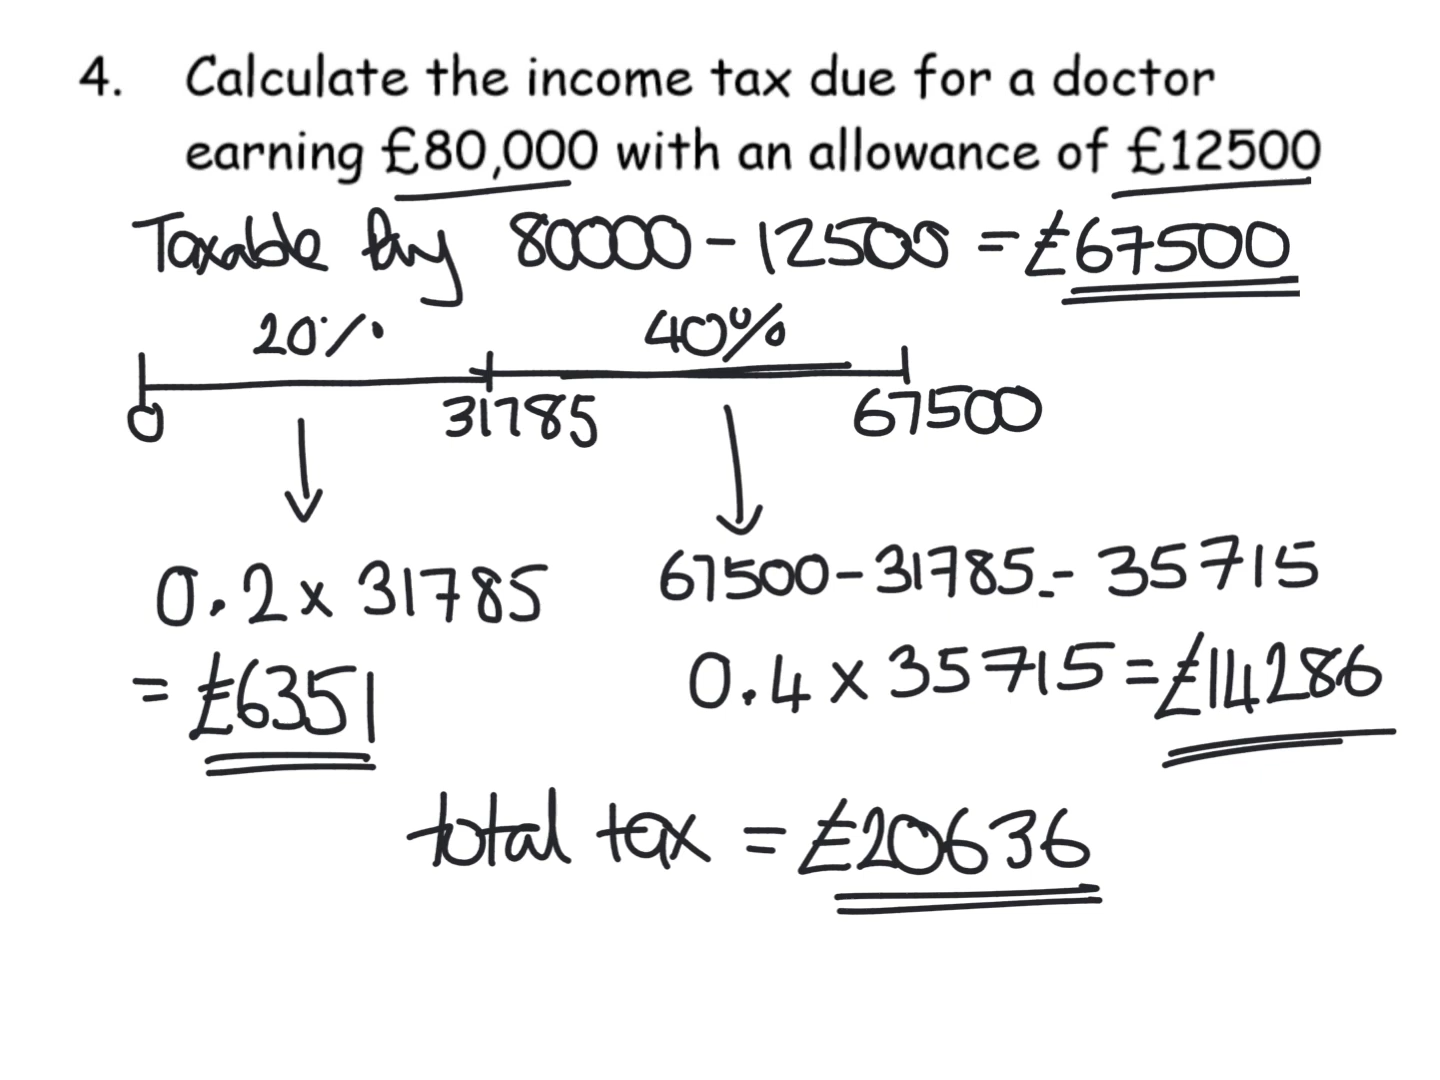 4. Calculate the income tax due for a doctor
earning £80,000 with an allowance of £12500
Taxable Pay 80000 - 12500 = £67500
20% 40%
0 31785 67500
0.2 x 31785 67500 - 31785 = 35715
= £6351 0.4 x 35715 = £14286
total tax = £20636